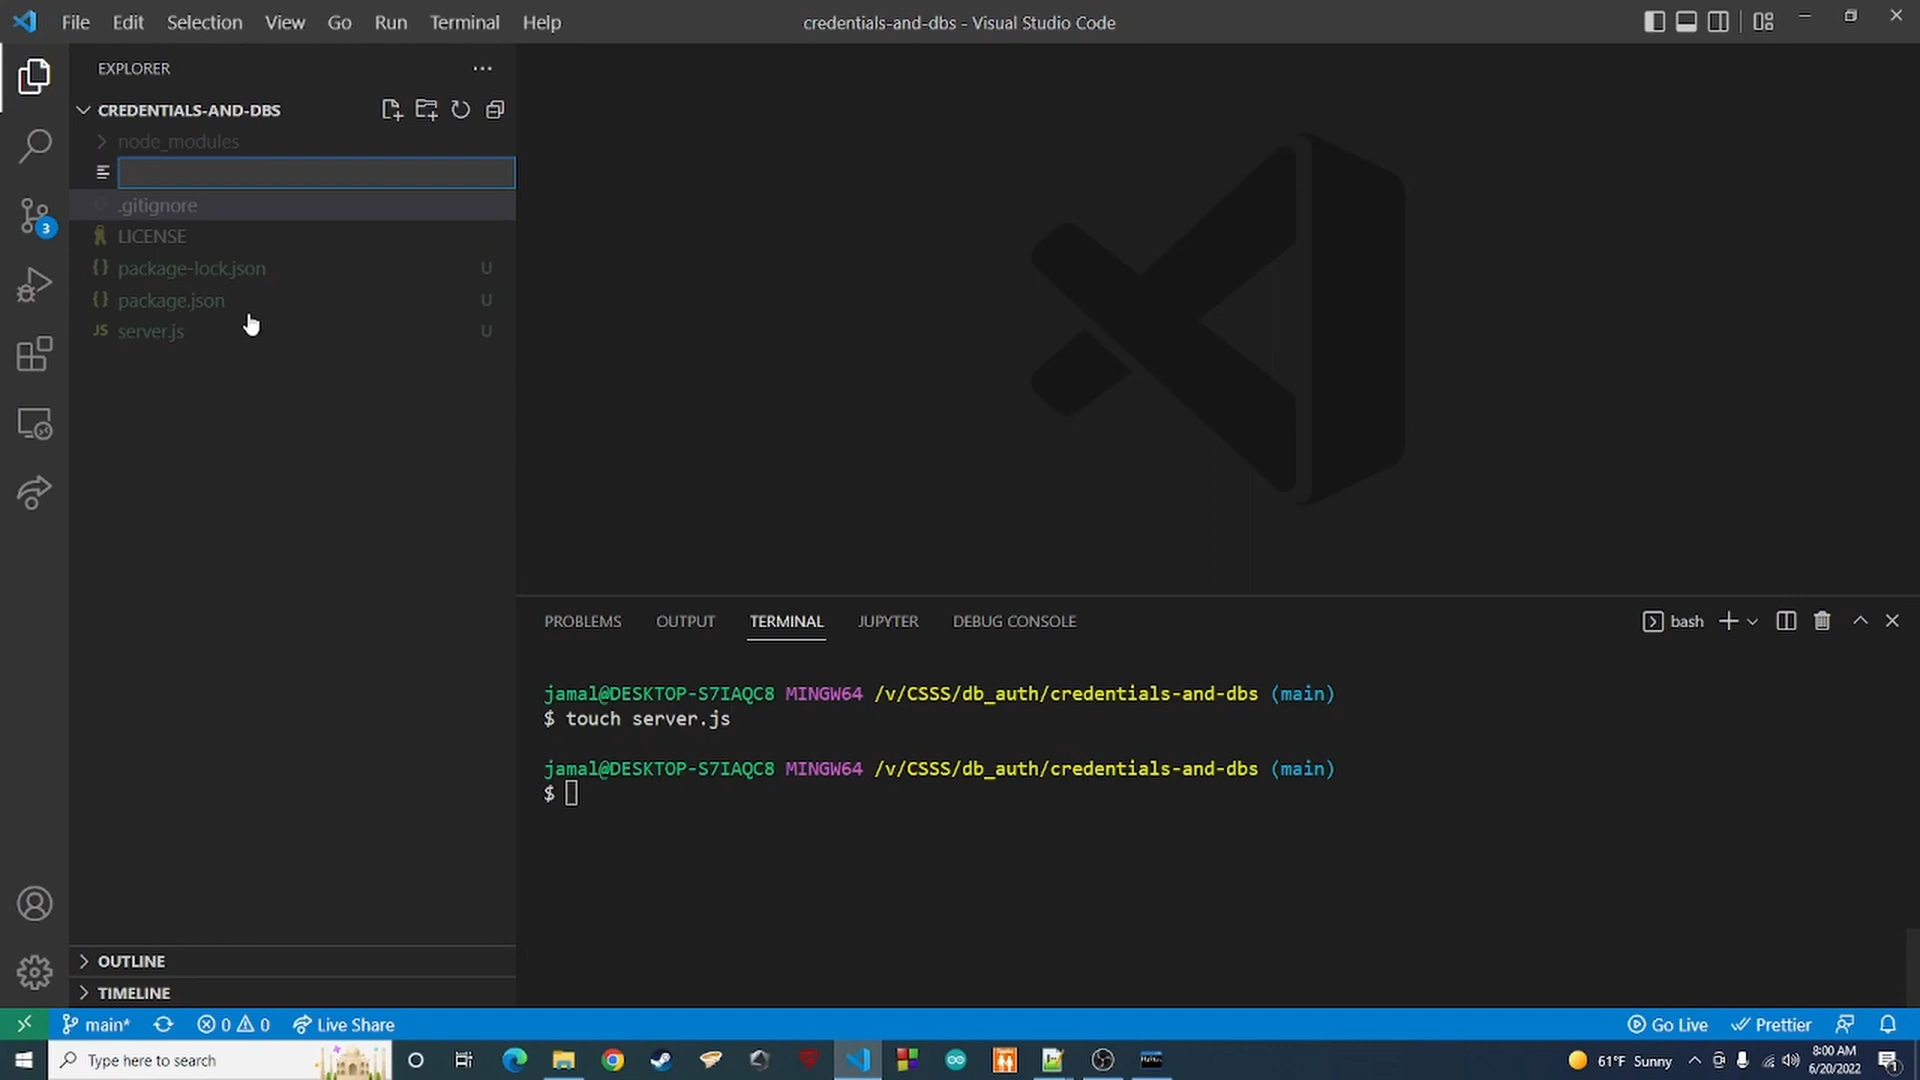 File Edit Selection View Go Run Terminal Help
credentials-and-dbs - Visual Studio Code
EXPLORER
CREDENTIALS-AND-DBS
node_modules
.gitignore
LICENSE
package-lock.json U
package.json U
JS server.js U
3
OUTLINE
TIMELINE
PROBLEMS OUTPUT TERMINAL JUPYTER DEBUG CONSOLE
bash
jamal@DESKTOP-S7IAQC8 MINGW64 /v/CSSS/db_auth/credentials-and-dbs (main)
$ touch server.js
jamal@DESKTOP-S7IAQC8 MINGW64 /v/CSSS/db_auth/credentials-and-dbs (main)
$
main* 0 0 Live Share
Go Live Prettier
Type here to search
61°F Sunny
8:00 AM
6/20/2022
1